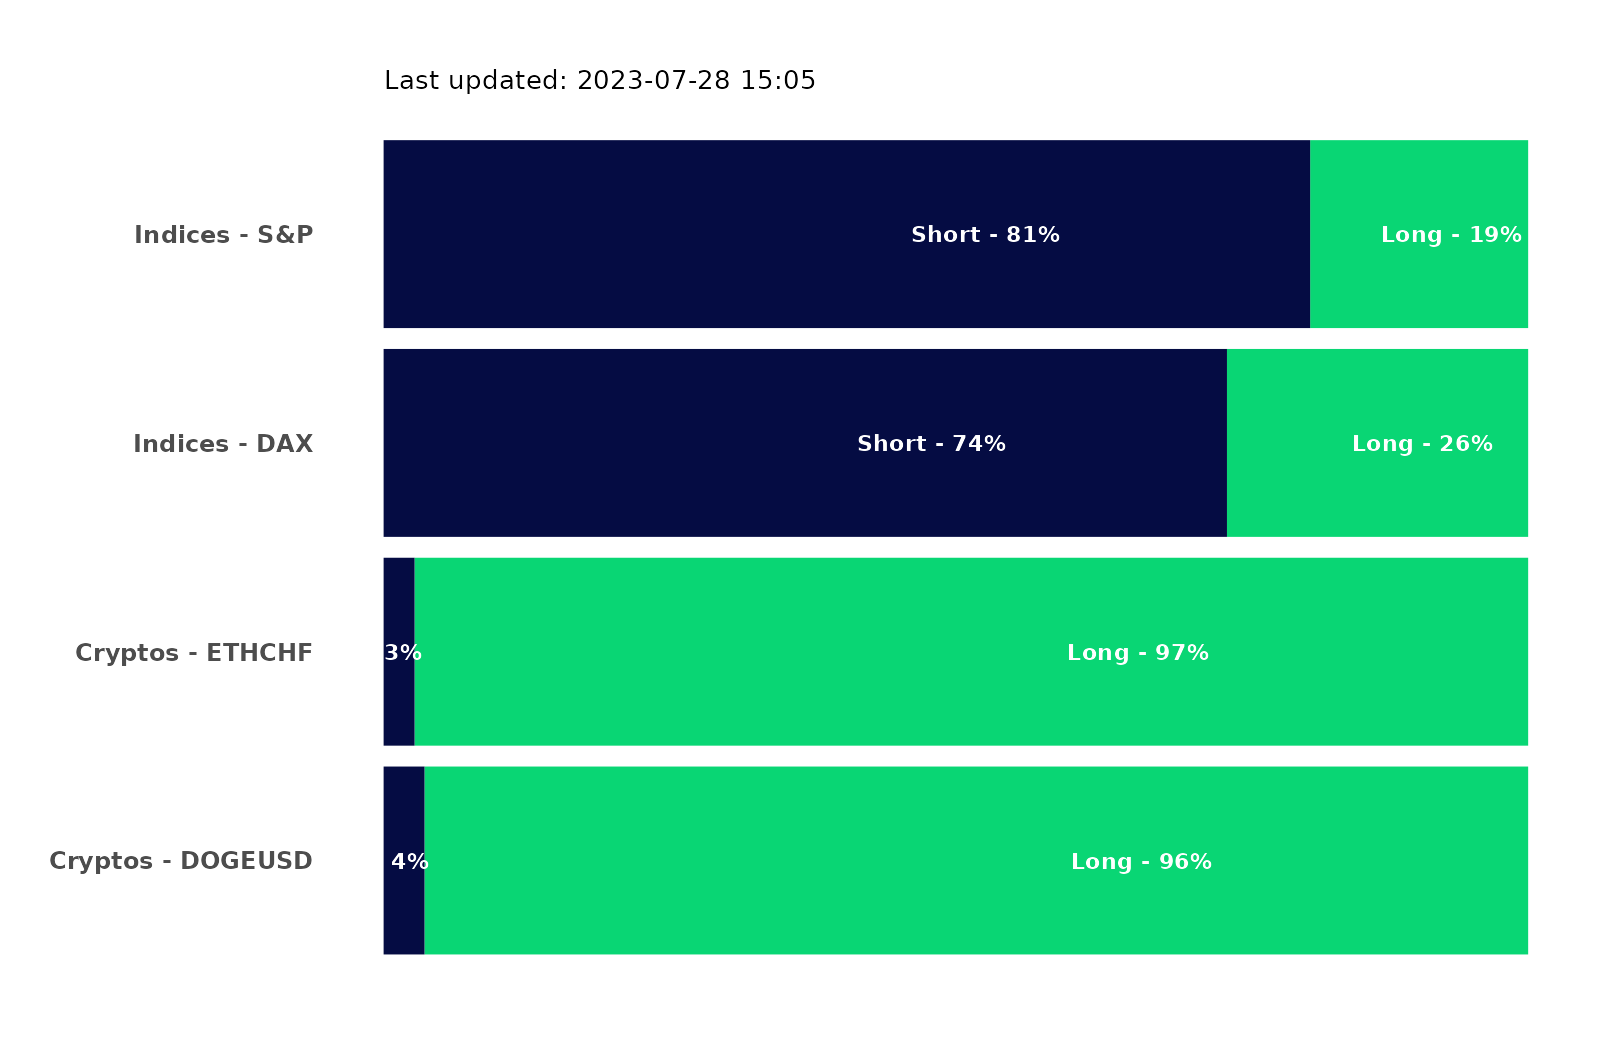 Last updated: 2023-07-28 15:05
Indices - S&P Short - 81% Long - 19%
Indices - DAX Short - 74% Long - 26%
Cryptos - ETHCHF 3% Long - 97%
Cryptos - DOGEUSD 4% Long - 96%